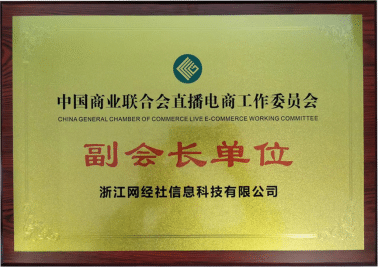 中国商业联合会直播电商工作委员会
CHINA GENERAL CHAMBER OF COMMERCE LIVE E-COMMERCE WORKING COMMITTEE
副会长单位
浙江网经社信息科技有限公司